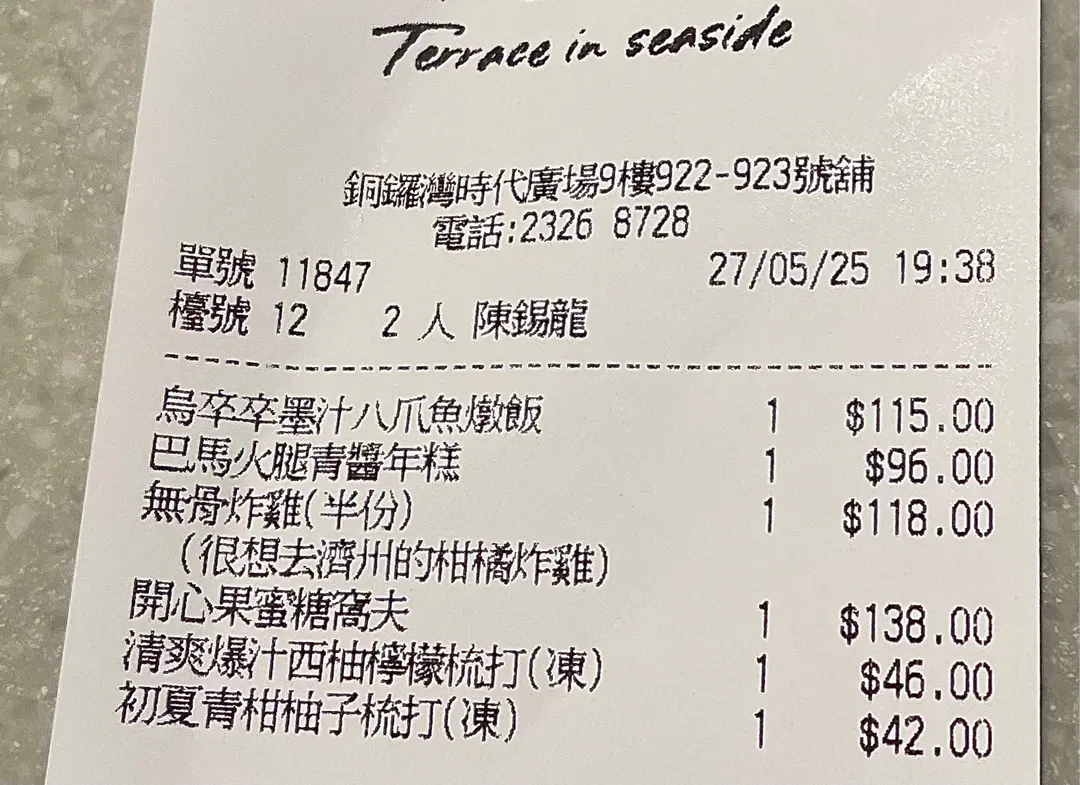 Terrace in seaside
銅鑼灣時代廣場9樓922-923號舖
電話:2326 8728
單號 11847 27/05/25 19:38
檯號 12 2 人 陳錫龍
烏卒卒墨汁八爪魚燉飯 1 $115.00
巴馬火腿青醬年糕 1 $96.00
無骨炸雞(半份) 1 $118.00
(很想去濟州的柑橘炸雞)
開心果蜜糖窩夫 1 $138.00
清爽爆汁西柚檸檬梳打(凍) 1 $46.00
初夏青柑柚子梳打(凍) 1 $42.00